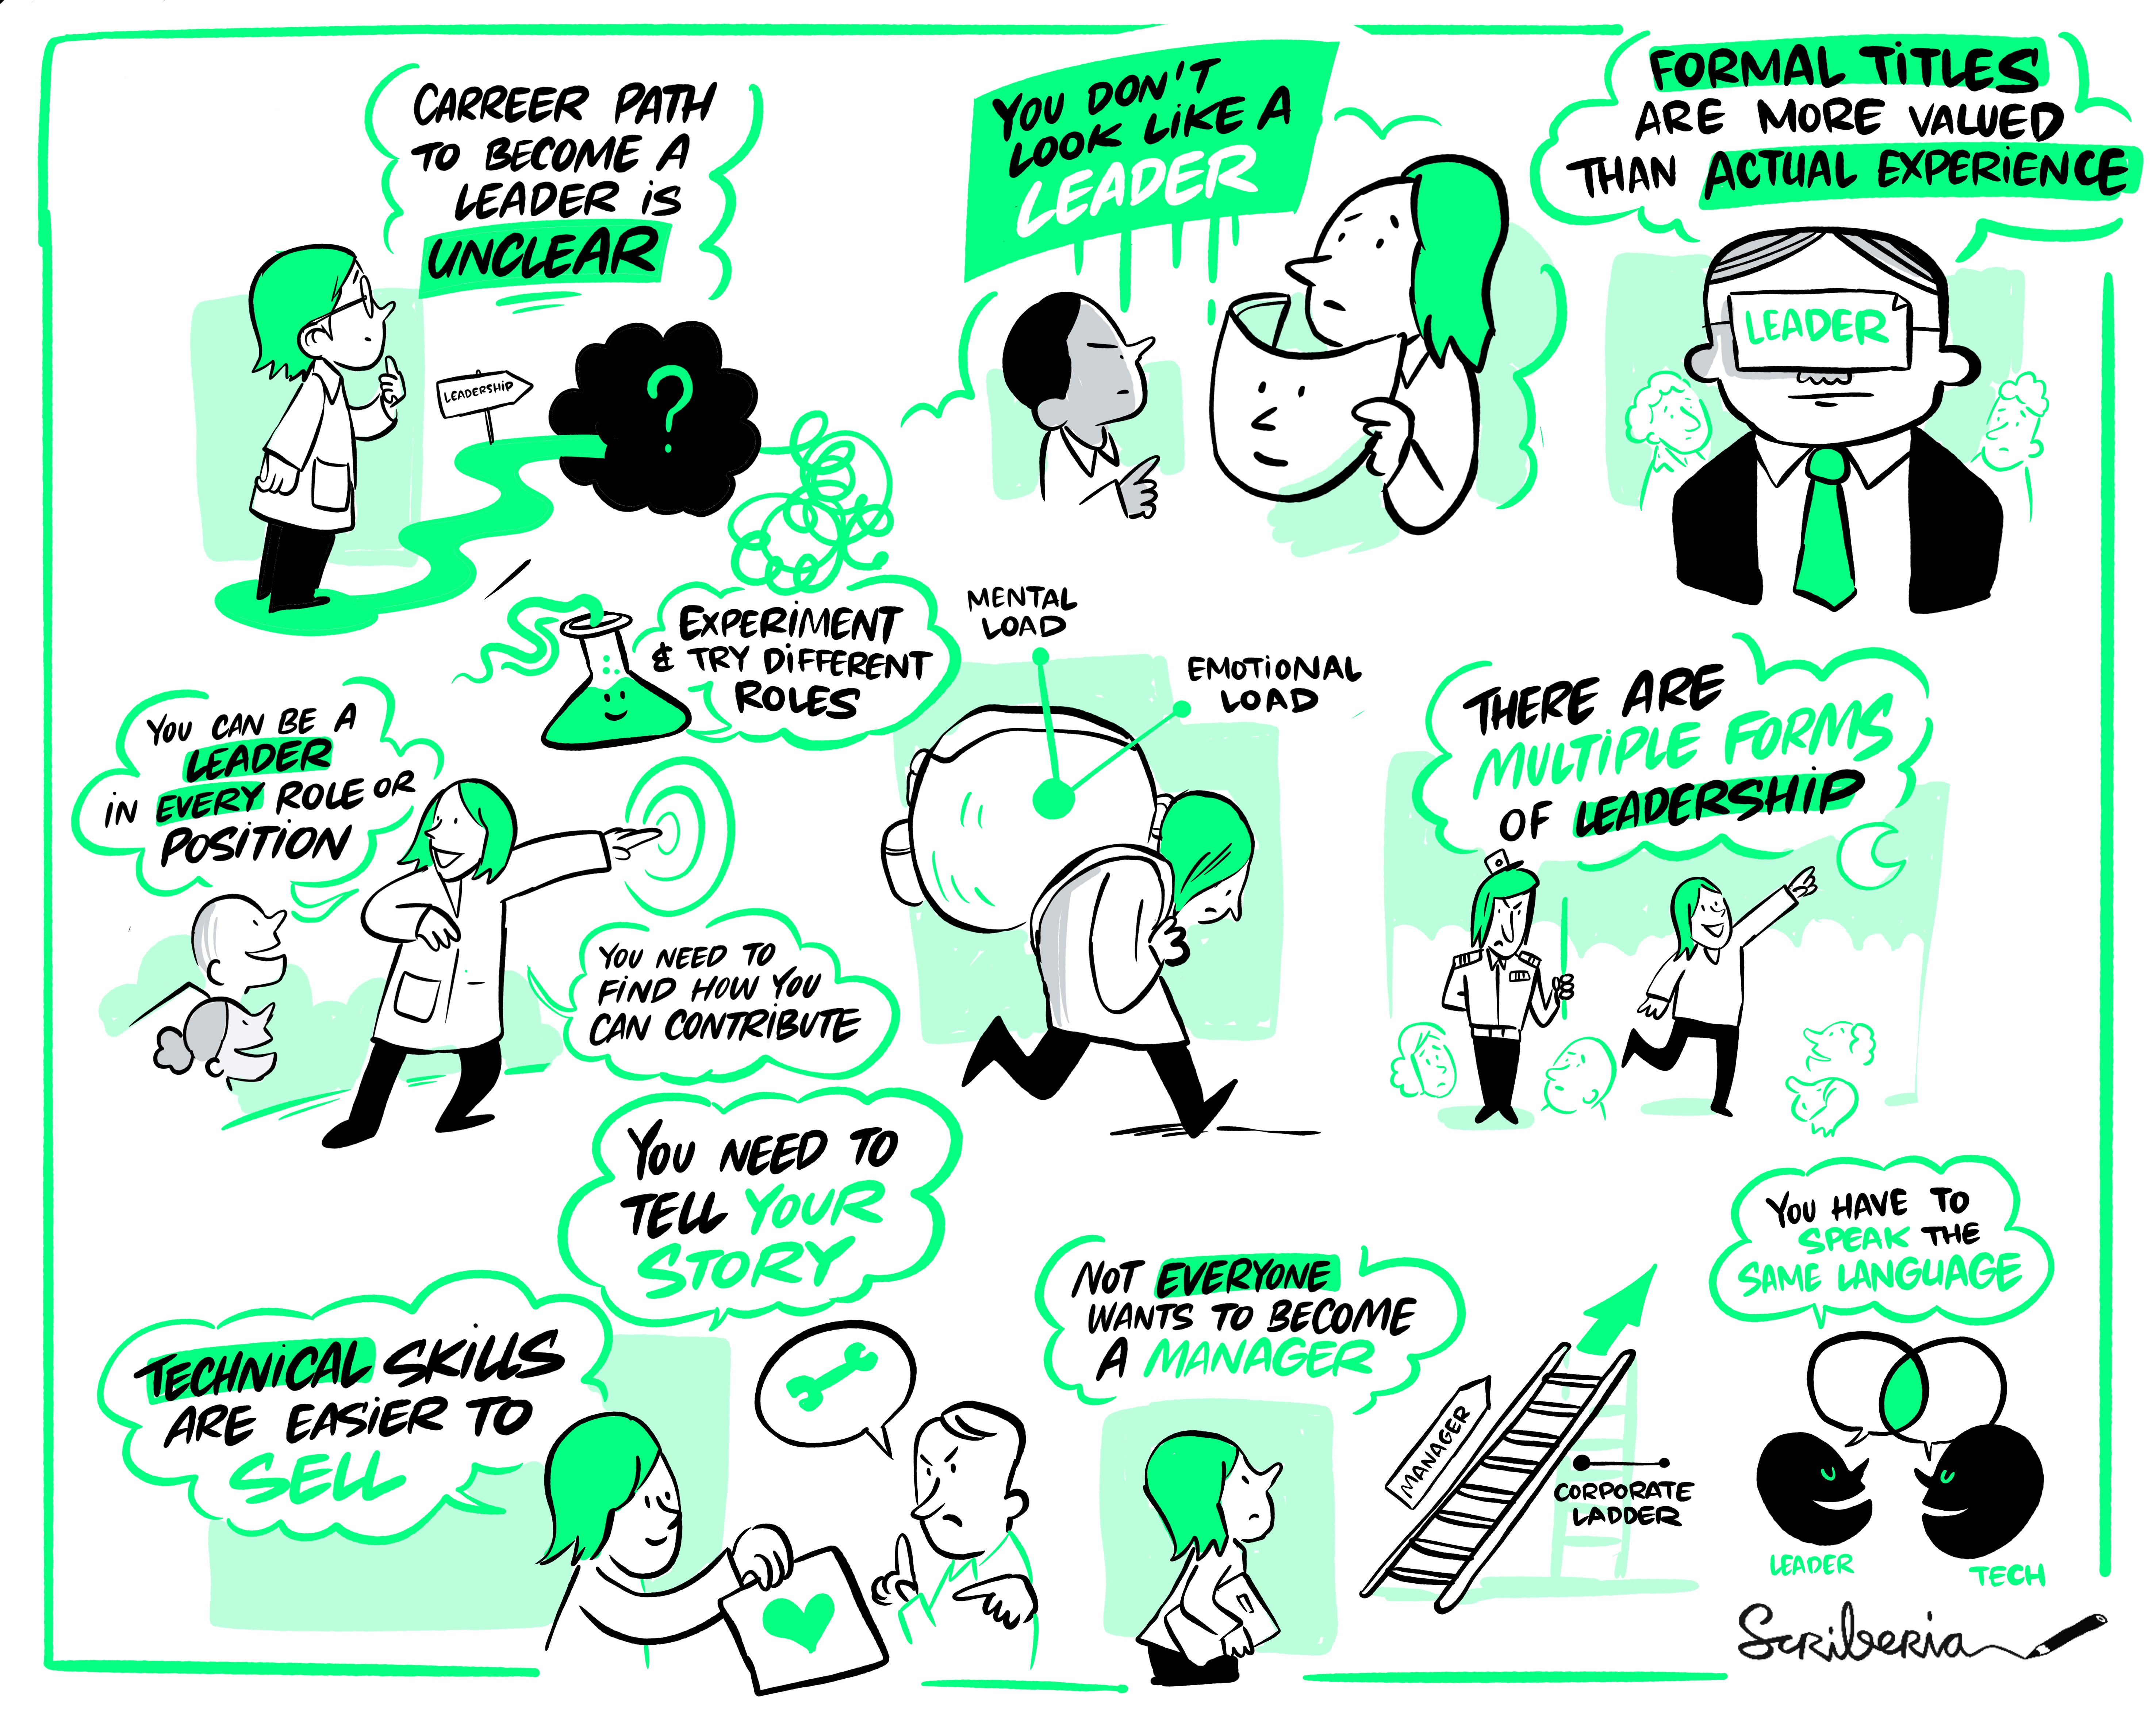 CARREER PATH
TO BECOME A
LEADER iS
UNCLEAR
LEADERSHiP
?
YOU DON'T
LOOK LiKE A
LEADER
FORMAL TiTLES
ARE MORE VALUED
THAN ACTUAL EXPERiENCE
LEADER
EXPERiMENT
& TRY DiFFERENT
ROLES
MENTAL
LOAD
EMOTiONAL
LOAD
YOU CAN BE A
LEADER
iN EVERY ROLE OR
POSiTiON
YOU NEED TO
FiND HOW YOU
CAN CONTRiBUTE
THERE ARE
MULTiPLE FORMS
OF LEADERSHiP
YOU NEED TO
TELL YOUR
STORY
TECHNiCAL SKiLLS
ARE EASiER TO
SELL
NOT EVERYONE
WANTS TO BECOME
A MANAGER
MANAGER
CORPORATE
LADDER
YOU HAVE TO
SPEAK THE
SAME LANGUAGE
LEADER
TECH
Scriberia